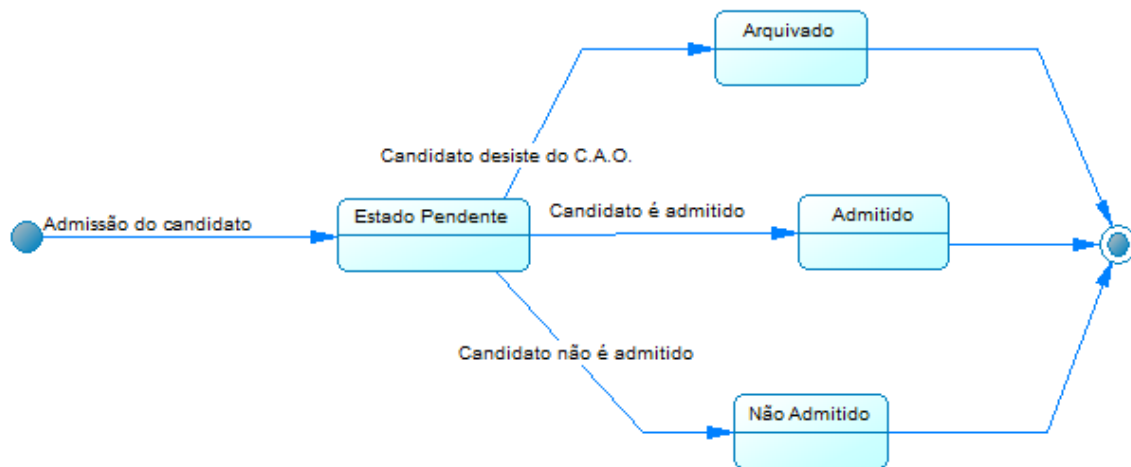 Arquivado
Candidato desiste do C.A.O.
Admissão do candidato
Estado Pendente
Candidato é admitido
Admitido
Candidato não é admitido
Não Admitido